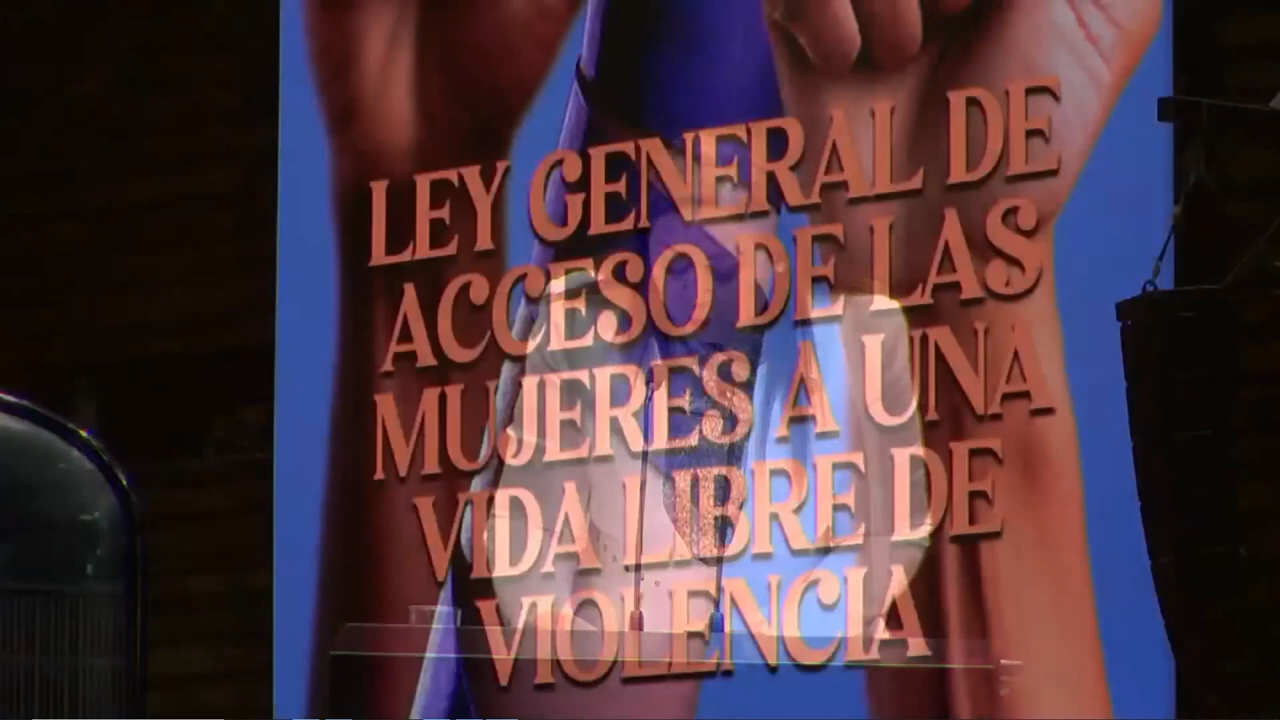 LEY GENERAL DE
ACCESO DE LAS
MUJERES A UNA
VIDA LIBRE DE
VIOLENCIA